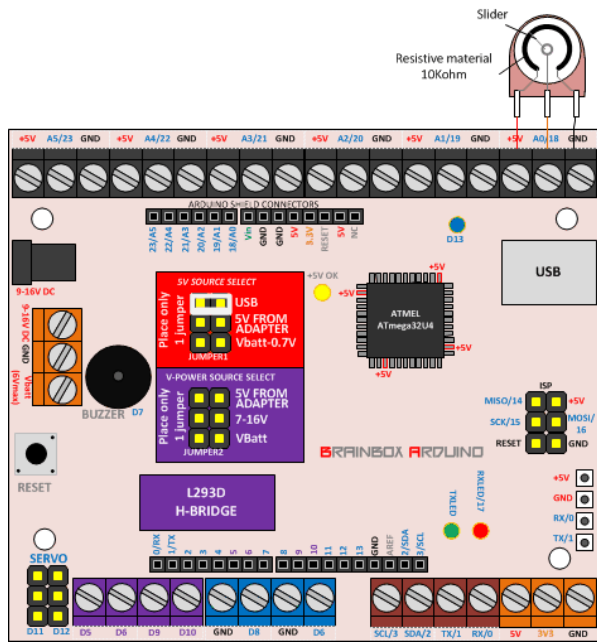 Slider
Resistive material
10Kohm
+5V A5/23 GND +5V A4/22 GND +5V A3/21 GND +5V A2/20 GND +5V A1/19 GND +5V A0/18 GND
ARDUINO SHIELD CONNECTORS
23/A5 22/A4 21/A3 20/A2 19/A1 18/A0 Vin GND GND 5V 3.3V RESET 5V NC
D13
USB
9-16V DC
5V SOURCE SELECT
Place only
1 jumper
USB
5V FROM
ADAPTER
Vbatt-0.7V
JUMPER1
+5V OK
+5V
+5V
+5V
+5V
ATMEL
ATmega32U4
9-16V DC GND Vbatt
(6Vmax)
BUZZER D7
V-POWER SOURCE SELECT
Place only
1 jumper
5V FROM
ADAPTER
7-16V
VBatt
JUMPER2
ISP
MISO/14 +5V
SCK/15 MOSI/
16
RESET GND
BRAINBOX ARDUINO
RESET
L293D
H-BRIDGE
TXLED RXLED/17
+5V
GND
RX/0
TX/1
0/RX 1/TX 2 3 4 5 6 7 8 9 10 11 12 13 GND AREF 2/SDA 3/SCL
SERVO
D11 D12
D5 D6 D9 D10 GND D8 GND D6 SCL/3 SDA/2 TX/1 RX/0 5V 3V3 GND